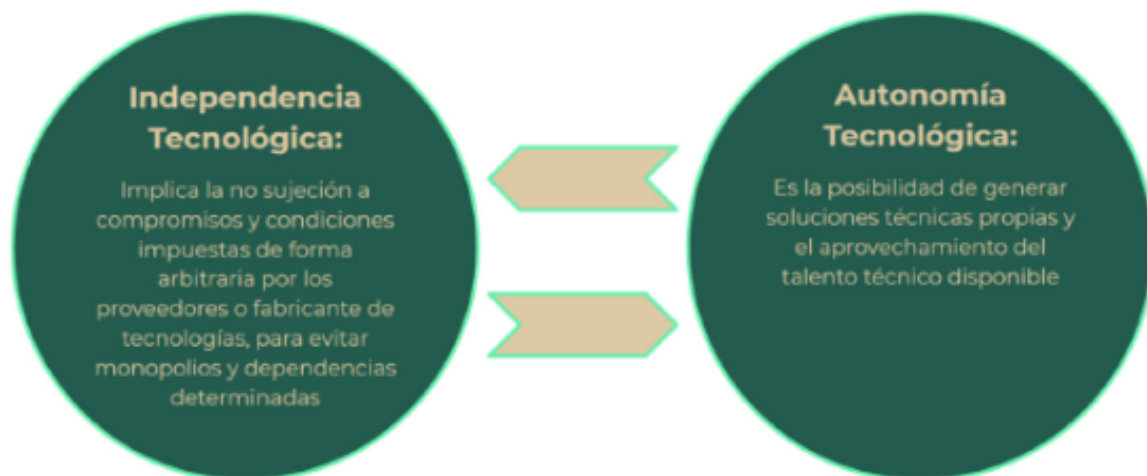 Independencia
Tecnológica:
Implica la no sujeción a
compromisos y condiciones
impuestas de forma
arbitraria por los
proveedores o fabricante de
tecnologías, para evitar
monopolios y dependencias
determinadas
Autonomía
Tecnológica:
Es la posibilidad de generar
soluciones técnicas propias y
el aprovechamiento del
talento técnico disponible